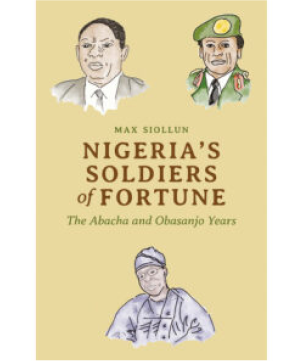 MAX SIOLLUN
NIGERIA'S
SOLDIERS
of FORTUNE
The Abacha and Obasanjo Years